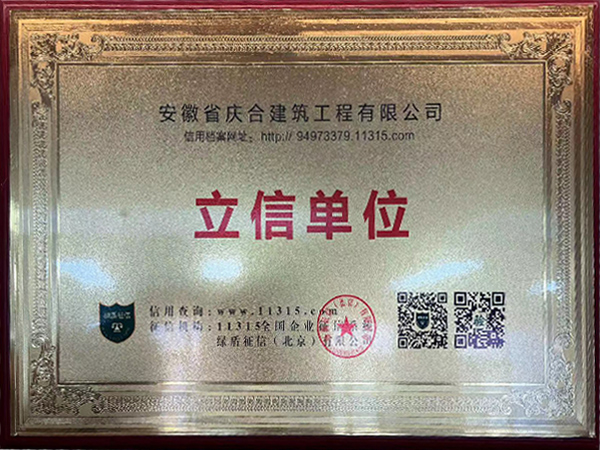 安徽省庆合建筑工程有限公司
信用档案网址：http:// 94973379.11315.com
立信单位
信用查询：www.11315.com
征信机构：11315全国企业征信系统
绿盾征信（北京）有限公司